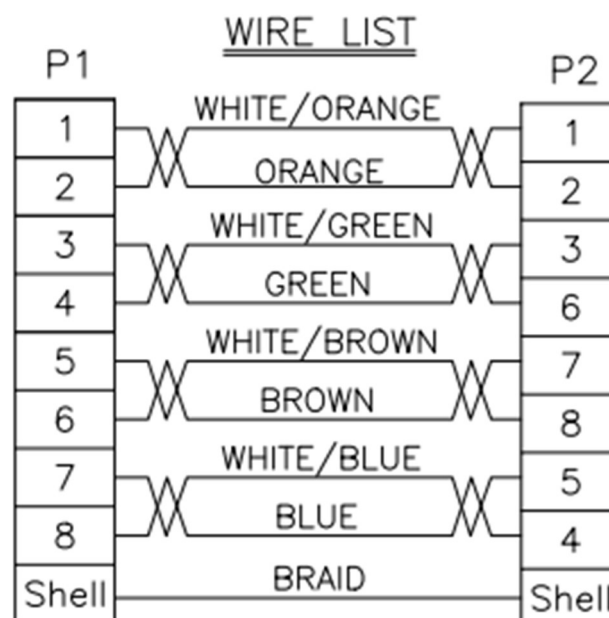 WIRE LIST
P1 P2
1 WHITE/ORANGE 1
2 ORANGE 2
3 WHITE/GREEN 3
4 GREEN 6
5 WHITE/BROWN 7
6 BROWN 8
7 WHITE/BLUE 5
8 BLUE 4
Shell BRAID Shell